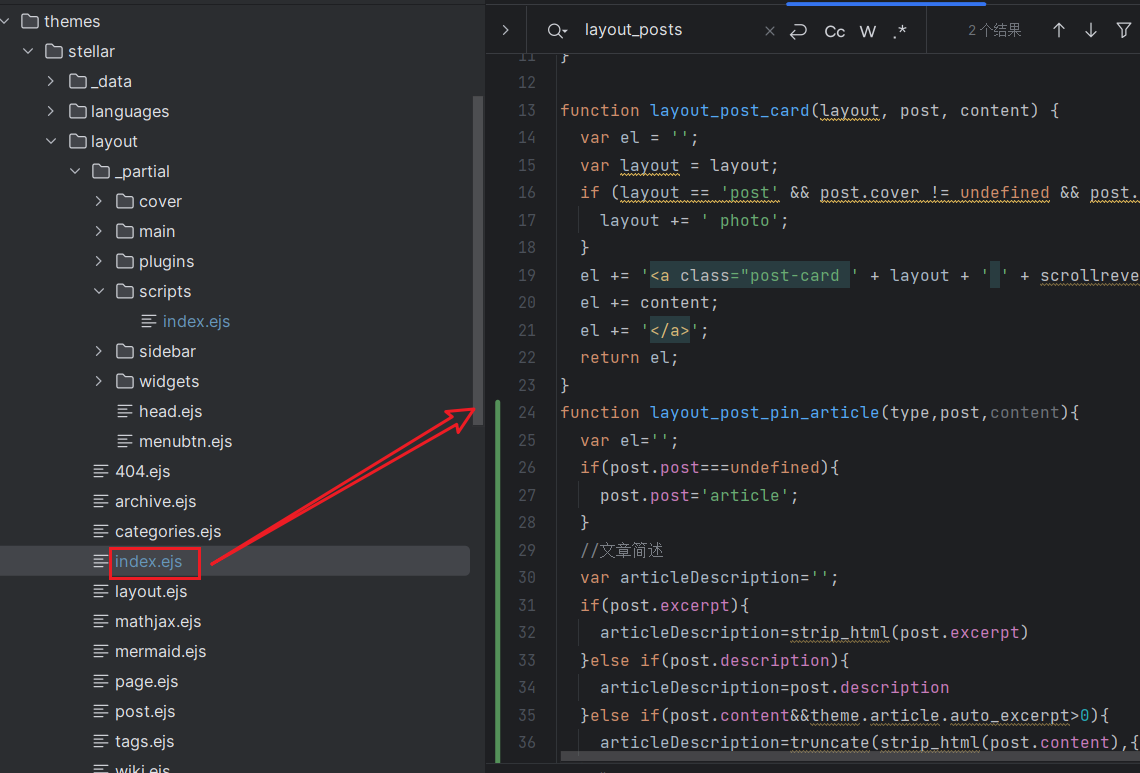 themes
stellar
_data
languages
layout
_partial
cover
main
plugins
scripts
index.ejs
sidebar
widgets
head.ejs
menubtn.ejs
404.ejs
archive.ejs
categories.ejs
index.ejs
layout.ejs
mathjax.ejs
mermaid.ejs
page.ejs
post.ejs
tags.ejs
wiki.ejs
layout_posts
Cc W .*
2 个结果
11 }
12
13 function layout_post_card(layout, post, content) {
14 var el = '';
15 var layout = layout;
16 if (layout == 'post' && post.cover != undefined && post.
17 layout += ' photo';
18 }
19 el += '<a class="post-card ' + layout + ' ' + scrollreve
20 el += content;
21 el += '</a>';
22 return el;
23 }
24 function layout_post_pin_article(type,post,content){
25 var el='';
26 if(post.post===undefined){
27 post.post='article';
28 }
29 //文章简述
30 var articleDescription='';
31 if(post.excerpt){
32 articleDescription=strip_html(post.excerpt)
33 }else if(post.description){
34 articleDescription=post.description
35 }else if(post.content&&theme.article.auto_excerpt>0){
36 articleDescription=truncate(strip_html(post.content),{